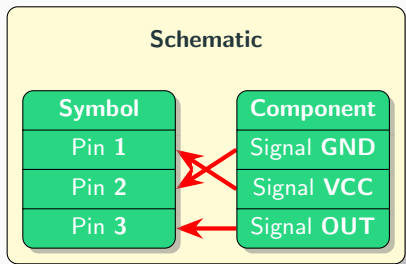 Schematic
Symbol
Pin 1
Pin 2
Pin 3
Component
Signal GND
Signal VCC
Signal OUT